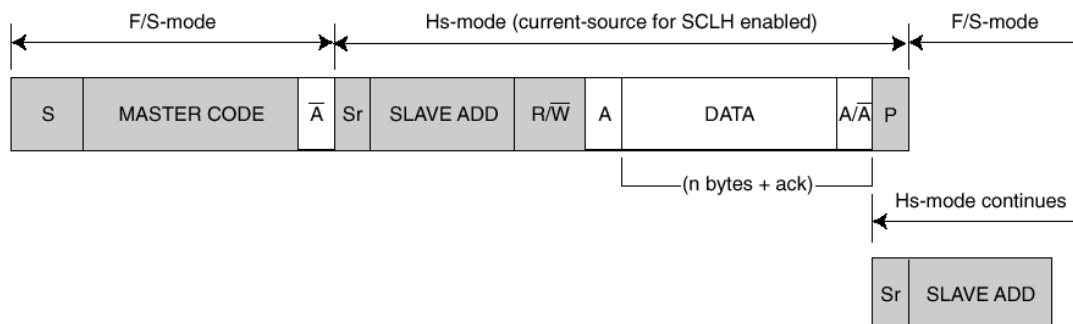 F/S-mode Hs-mode (current-source for SCLH enabled) F/S-mode
S MASTER CODE A̅ Sr SLAVE ADD R/W̅ A DATA A/A̅ P
(n bytes + ack)
Hs-mode continues
Sr SLAVE ADD